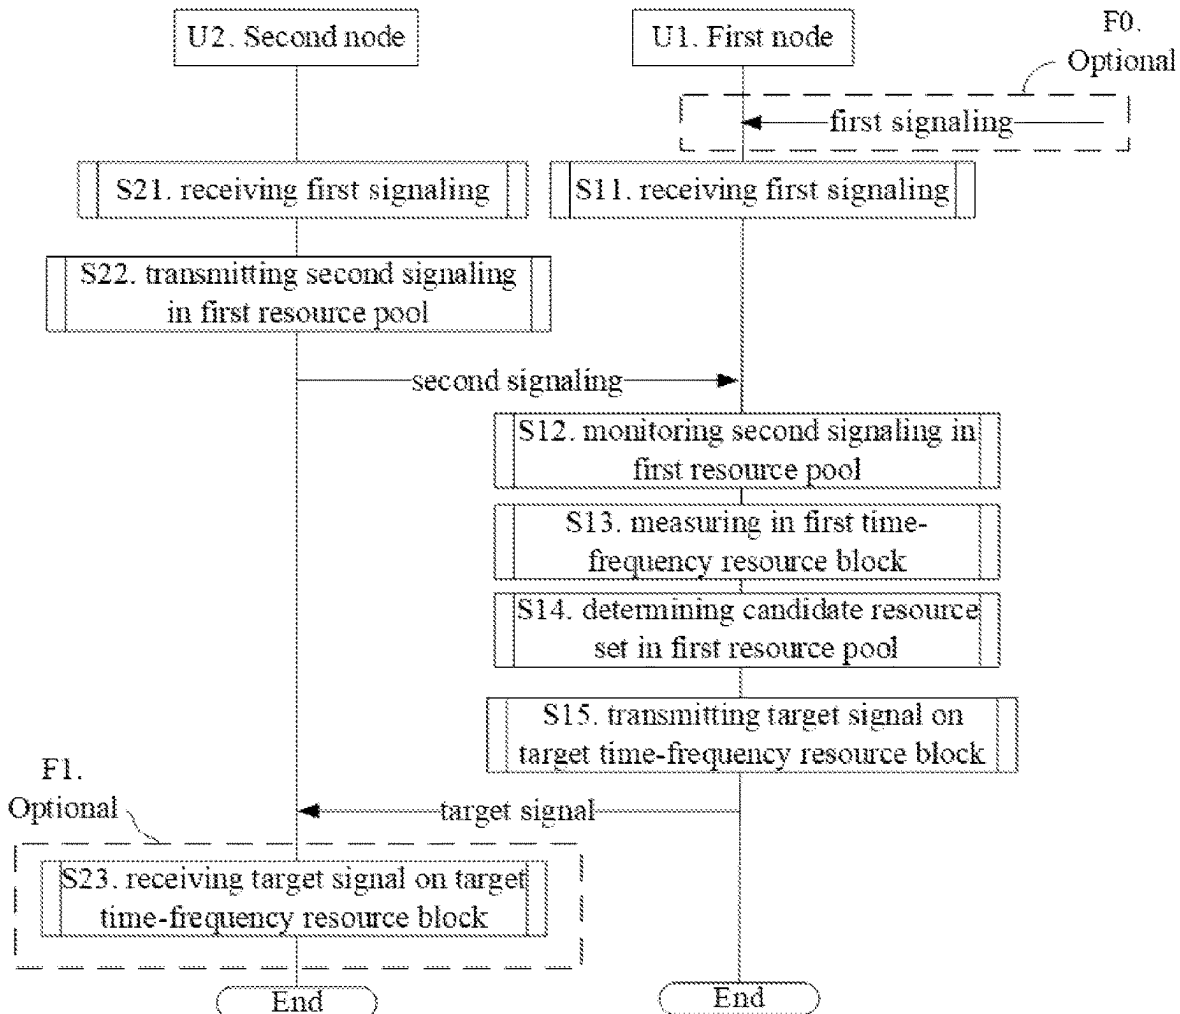 U2. Second node
U1. First node
F0.
Optional
first signaling
S21. receiving first signaling
S11. receiving first signaling
S22. transmitting second signaling
in first resource pool
second signaling
S12. monitoring second signaling in
first resource pool
S13. measuring in first time-
frequency resource block
S14. determining candidate resource
set in first resource pool
S15. transmitting target signal on
target time-frequency resource block
F1.
Optional
target signal
S23. receiving target signal on target
time-frequency resource block
End
End